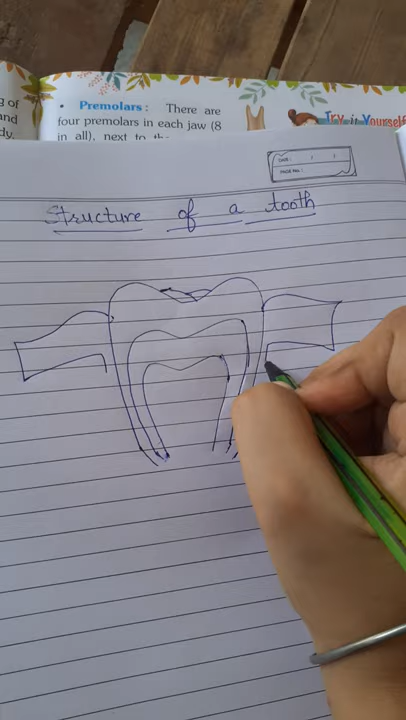 g of
and
dy.
• Premolars : There are
four premolars in each jaw (8
in all), next to
Try it Yourself
DATE : / /
PAGE No. :
Structure of a tooth